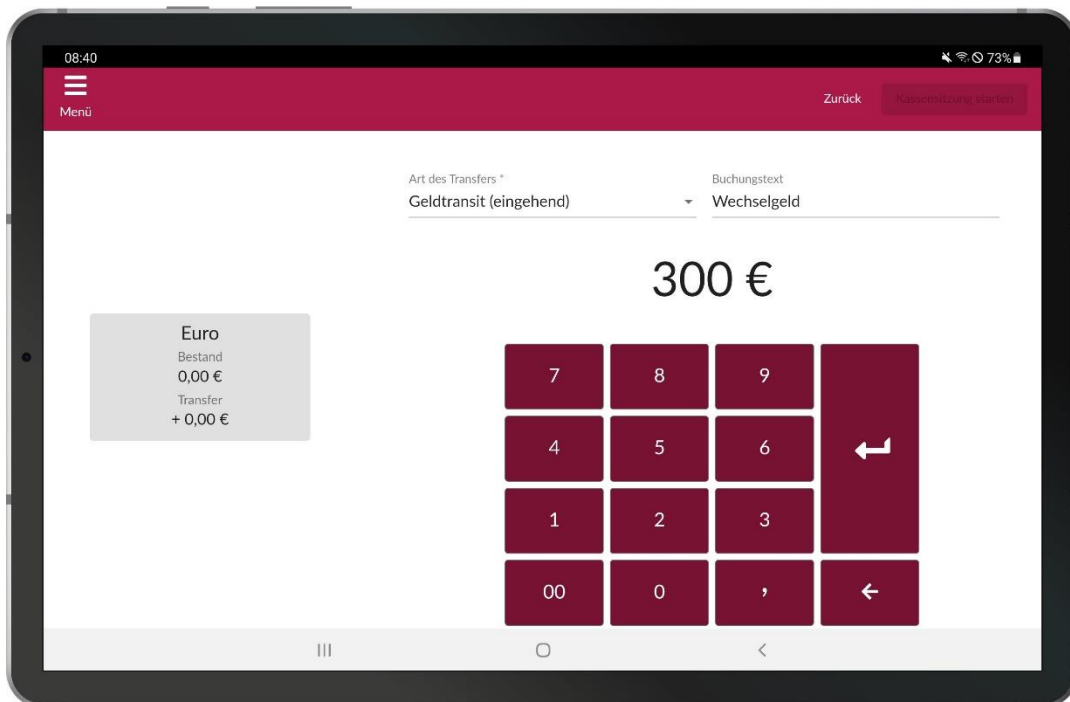 08:40
73%
Menü
Zurück
Kassensitzung starten
Art des Transfers *
Geldtransit (eingehend)
Buchungstext
Wechselgeld
300 €
Euro
Bestand
0,00 €
Transfer
+ 0,00 €
7 8 9
4 5 6
1 2 3
00 0 ,